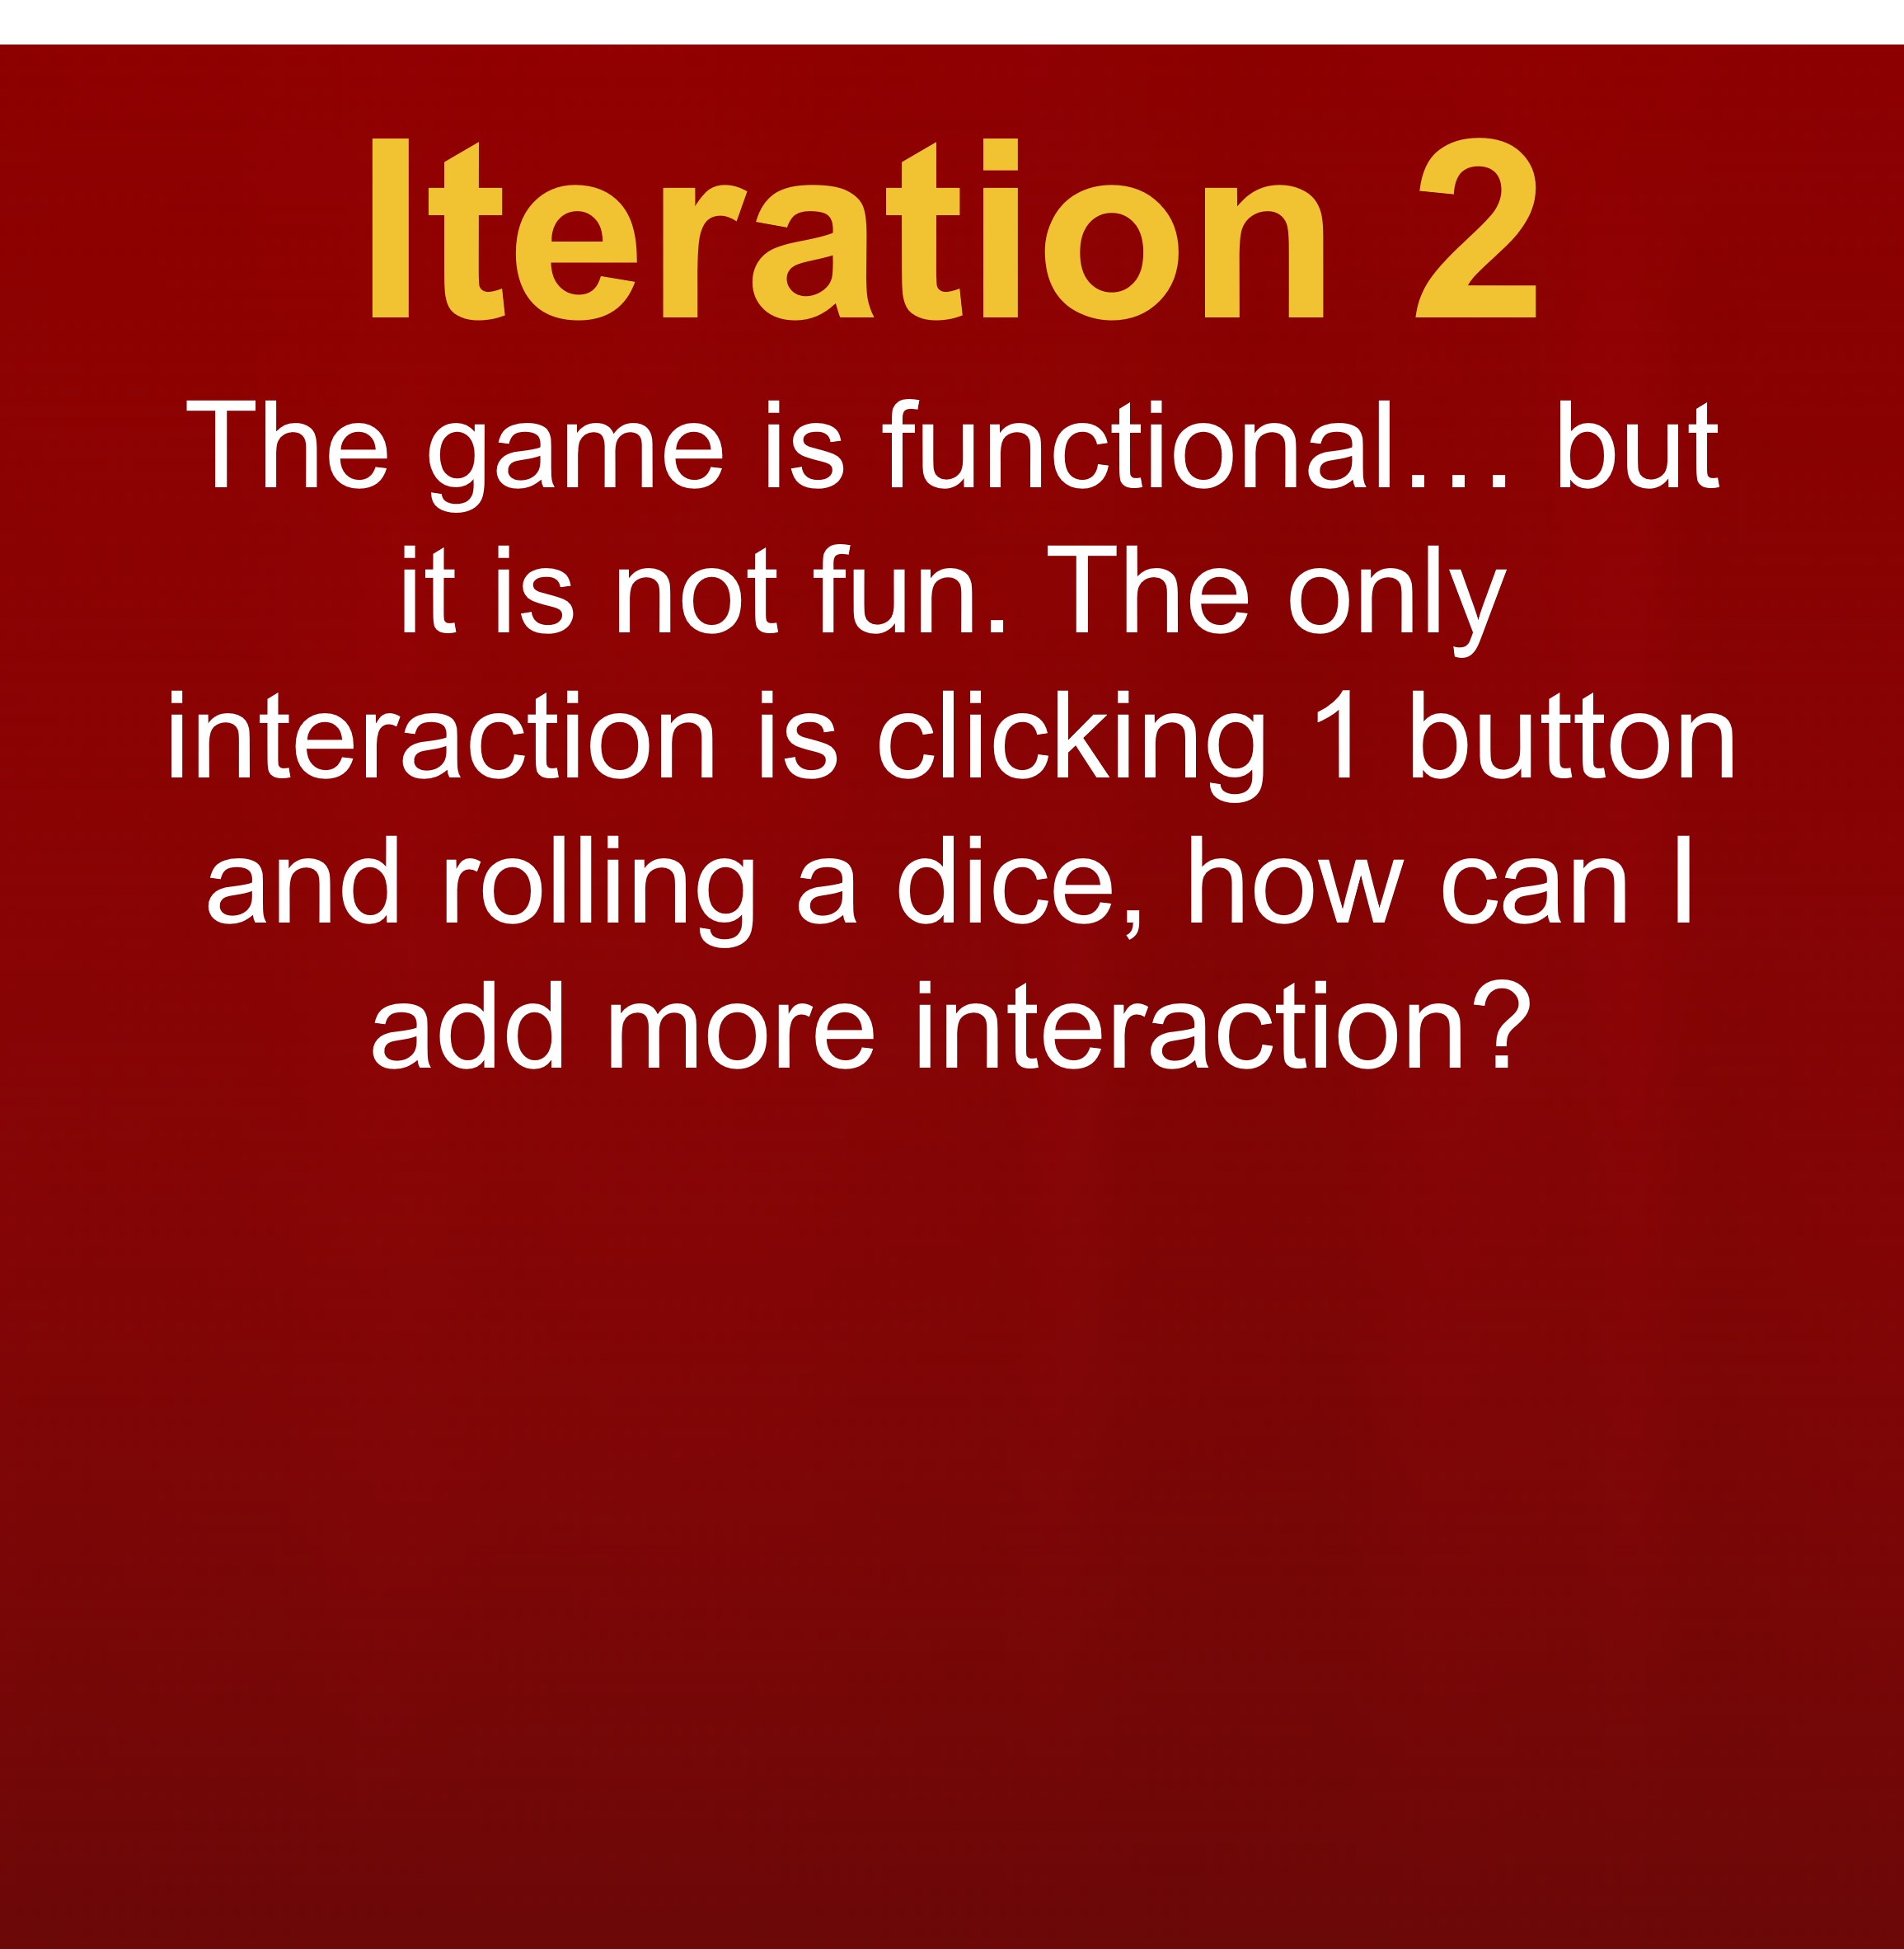 Iteration 2
The game is functional... but
it is not fun. The only
interaction is clicking 1 button
and rolling a dice, how can I
add more interaction?